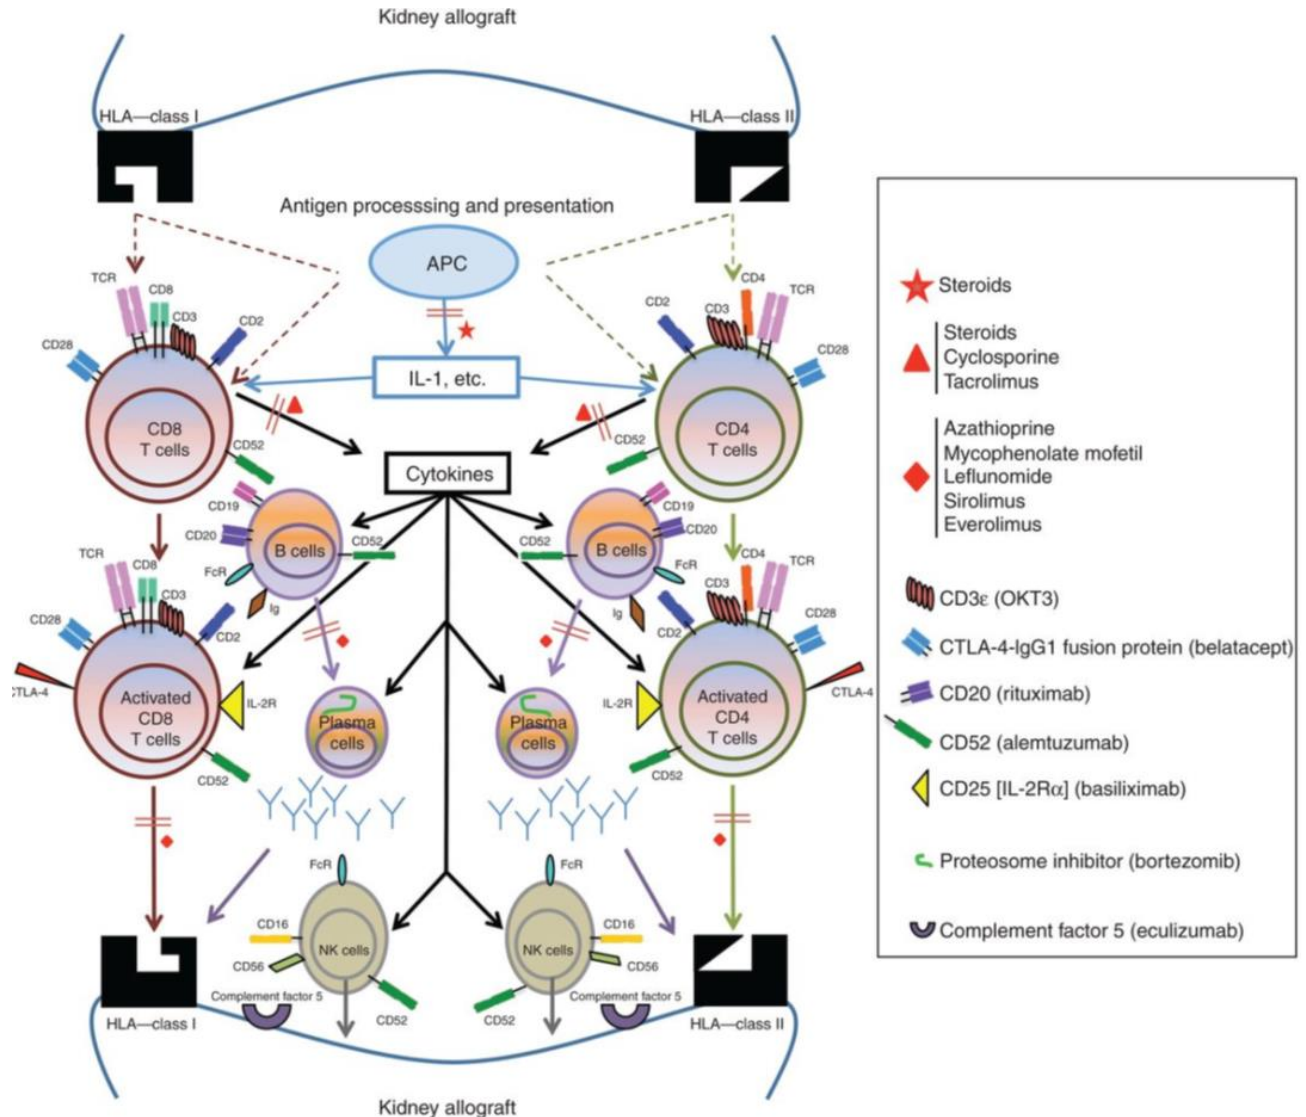 Kidney allograft
HLA—class I
HLA—class II
Antigen processsing and presentation
APC
TCR
CD8
CD3
CD2
CD28
CD4
TCR
CD2
CD3
CD28
IL-1, etc.
CD8
T cells
CD52
CD4
T cells
CD52
Cytokines
CD19
CD20
B cells
CD52
FcR
Ig
CD19
CD20
B cells
CD52
FcR
Ig
TCR
CD8
CD3
CD28
CD2
CD4
TCR
CD3
CD28
CD2
CTLA-4
Activated
CD8
T cells
IL-2R
CD52
Plasma
cells
Plasma
cells
IL-2R
Activated
CD4
T cells
CTLA-4
CD52
FcR
CD16
NK cells
CD56
CD52
FcR
CD16
NK cells
CD56
CD52
Complement factor 5
Complement factor 5
HLA—class I
HLA—class II
Kidney allograft
Steroids
Steroids
Cyclosporine
Tacrolimus
Azathioprine
Mycophenolate mofetil
Leflunomide
Sirolimus
Everolimus
CD3ε (OKT3)
CTLA-4-IgG1 fusion protein (belatacept)
CD20 (rituximab)
CD52 (alemtuzumab)
CD25 [IL-2Rα] (basiliximab)
Proteosome inhibitor (bortezomib)
Complement factor 5 (eculizumab)